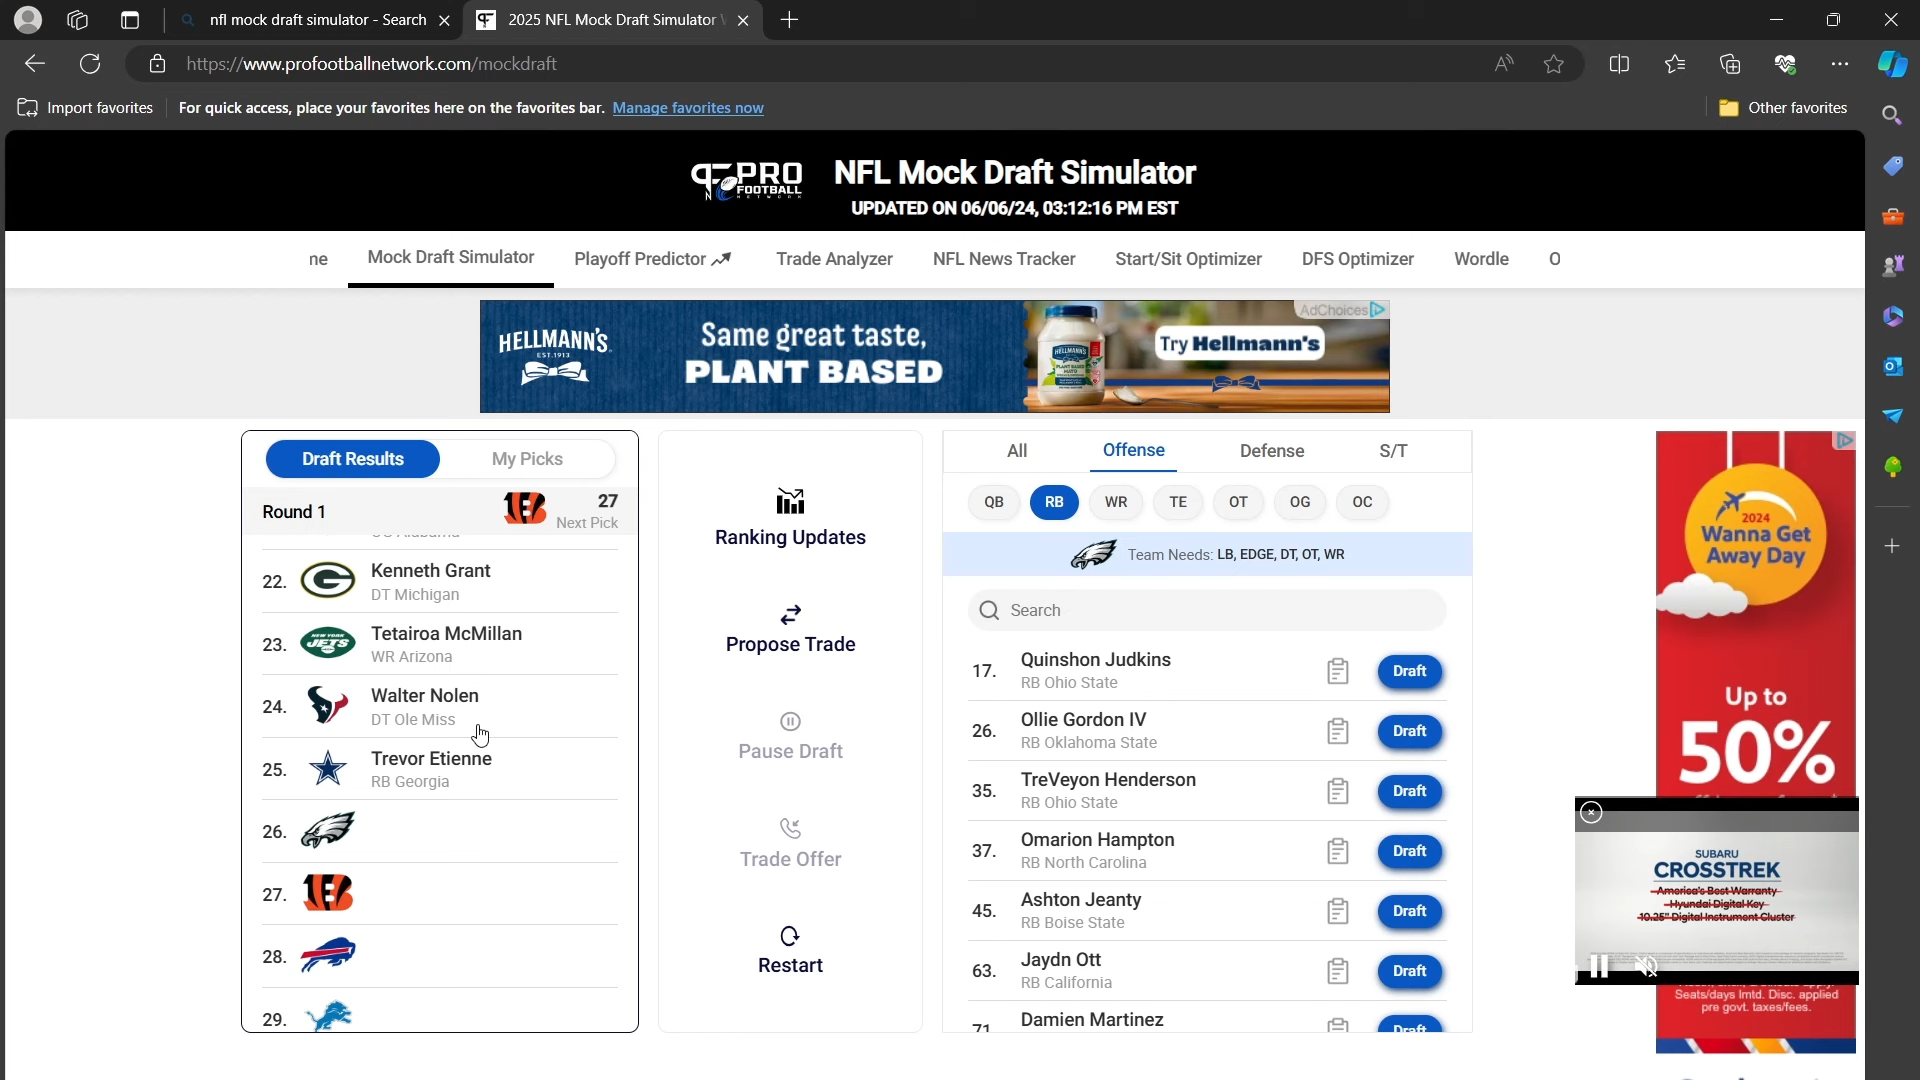 nfl mock draft simulator - Search
2025 NFL Mock Draft Simulator
https://www.profootballnetwork.com/mockdraft
Import favorites
For quick access, place your favorites here on the favorites bar. Manage favorites now
Other favorites
PRO
FOOTBALL
NETWORK
NFL Mock Draft Simulator
UPDATED ON 06/06/24, 03:12:16 PM EST
ne
Mock Draft Simulator
Playoff Predictor
Trade Analyzer
NFL News Tracker
Start/Sit Optimizer
DFS Optimizer
Wordle
O
HELLMANN'S
EST.1913
Same great taste,
PLANT BASED
HELLMANN'S
AdChoices
Try Hellmann's
Draft Results
My Picks
Round 1
27
Next Pick
22. Kenneth Grant
DT Michigan
23. NEW YORK JETS Tetairoa McMillan
WR Arizona
24. Walter Nolen
DT Ole Miss
25. Trevor Etienne
RB Georgia
26.
27.
28.
29.
Ranking Updates
Propose Trade
Pause Draft
Trade Offer
Restart
All
Offense
Defense
S/T
QB
RB
WR
TE
OT
OG
OC
Team Needs: LB, EDGE, DT, OT, WR
Search
17. Quinshon Judkins
RB Ohio State
Draft
26. Ollie Gordon IV
RB Oklahoma State
Draft
35. TreVeyon Henderson
RB Ohio State
Draft
37. Omarion Hampton
RB North Carolina
Draft
45. Ashton Jeanty
RB Boise State
Draft
63. Jaydn Ott
RB California
Draft
71. Damien Martinez
Draft
2024
Wanna Get
Away Day
Up to
50%
SUBARU
CROSSTREK
America's Best Warranty
Hyundai Digital Key
10.25" Digital Instrument Cluster
Seats/days lmtd. Disc. applied
pre govt. taxes/fees.